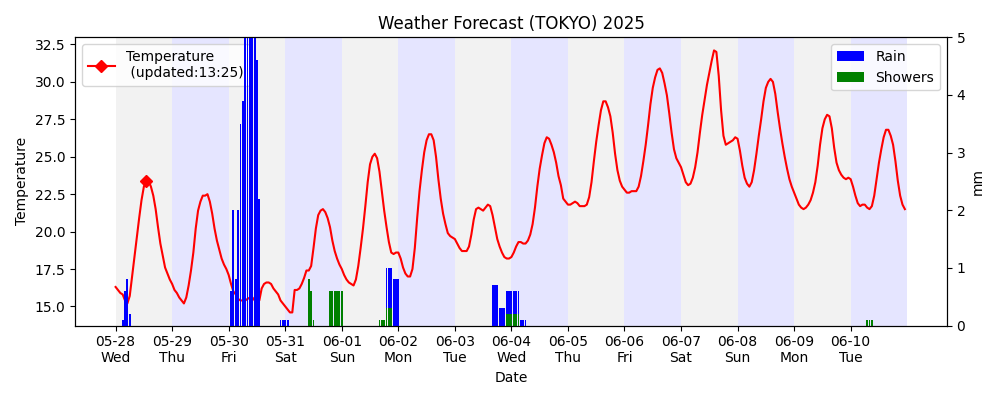 Weather Forecast (TOKYO) 2025
Temperature
(updated:13:25)
Rain
Showers
32.5
30.0
27.5
25.0
22.5
20.0
17.5
15.0
Temperature
5
4
3
2
1
0
mm
05-28 05-29 05-30 05-31 06-01 06-02 06-03 06-04 06-05 06-06 06-07 06-08 06-09 06-10
Wed Thu Fri Sat Sun Mon Tue Wed Thu Fri Sat Sun Mon Tue
Date